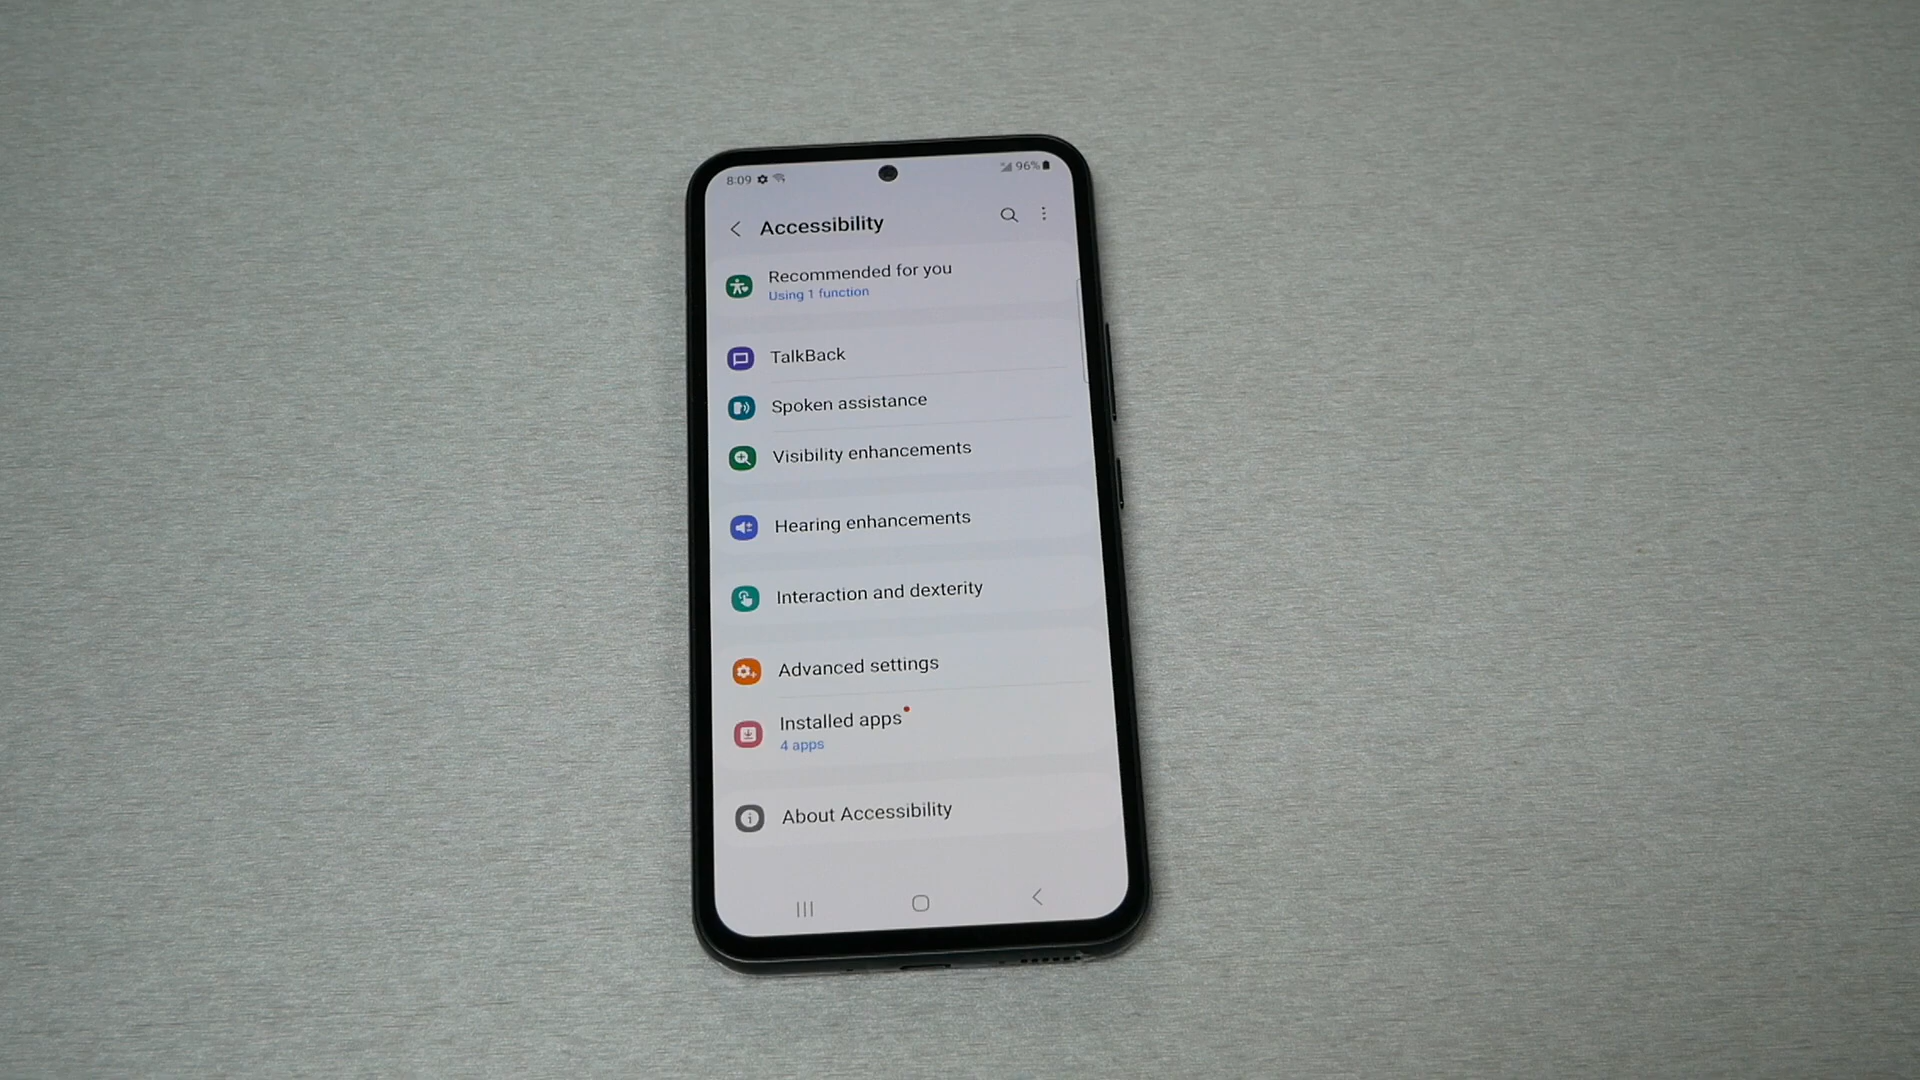 8:09 96%
Accessibility
Recommended for you
Using 1 function
TalkBack
Spoken assistance
Visibility enhancements
Hearing enhancements
Interaction and dexterity
Advanced settings
Installed apps
4 apps
About Accessibility